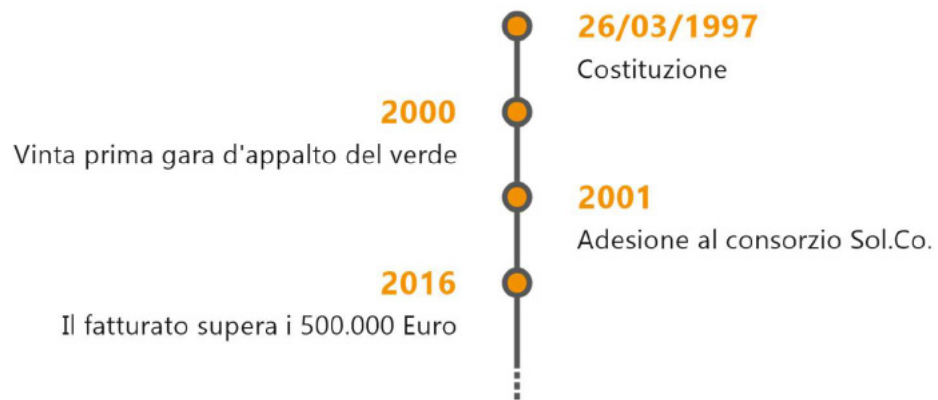 26/03/1997
Costituzione
2000
Vinta prima gara d'appalto del verde
2001
Adesione al consorzio Sol.Co.
2016
Il fatturato supera i 500.000 Euro